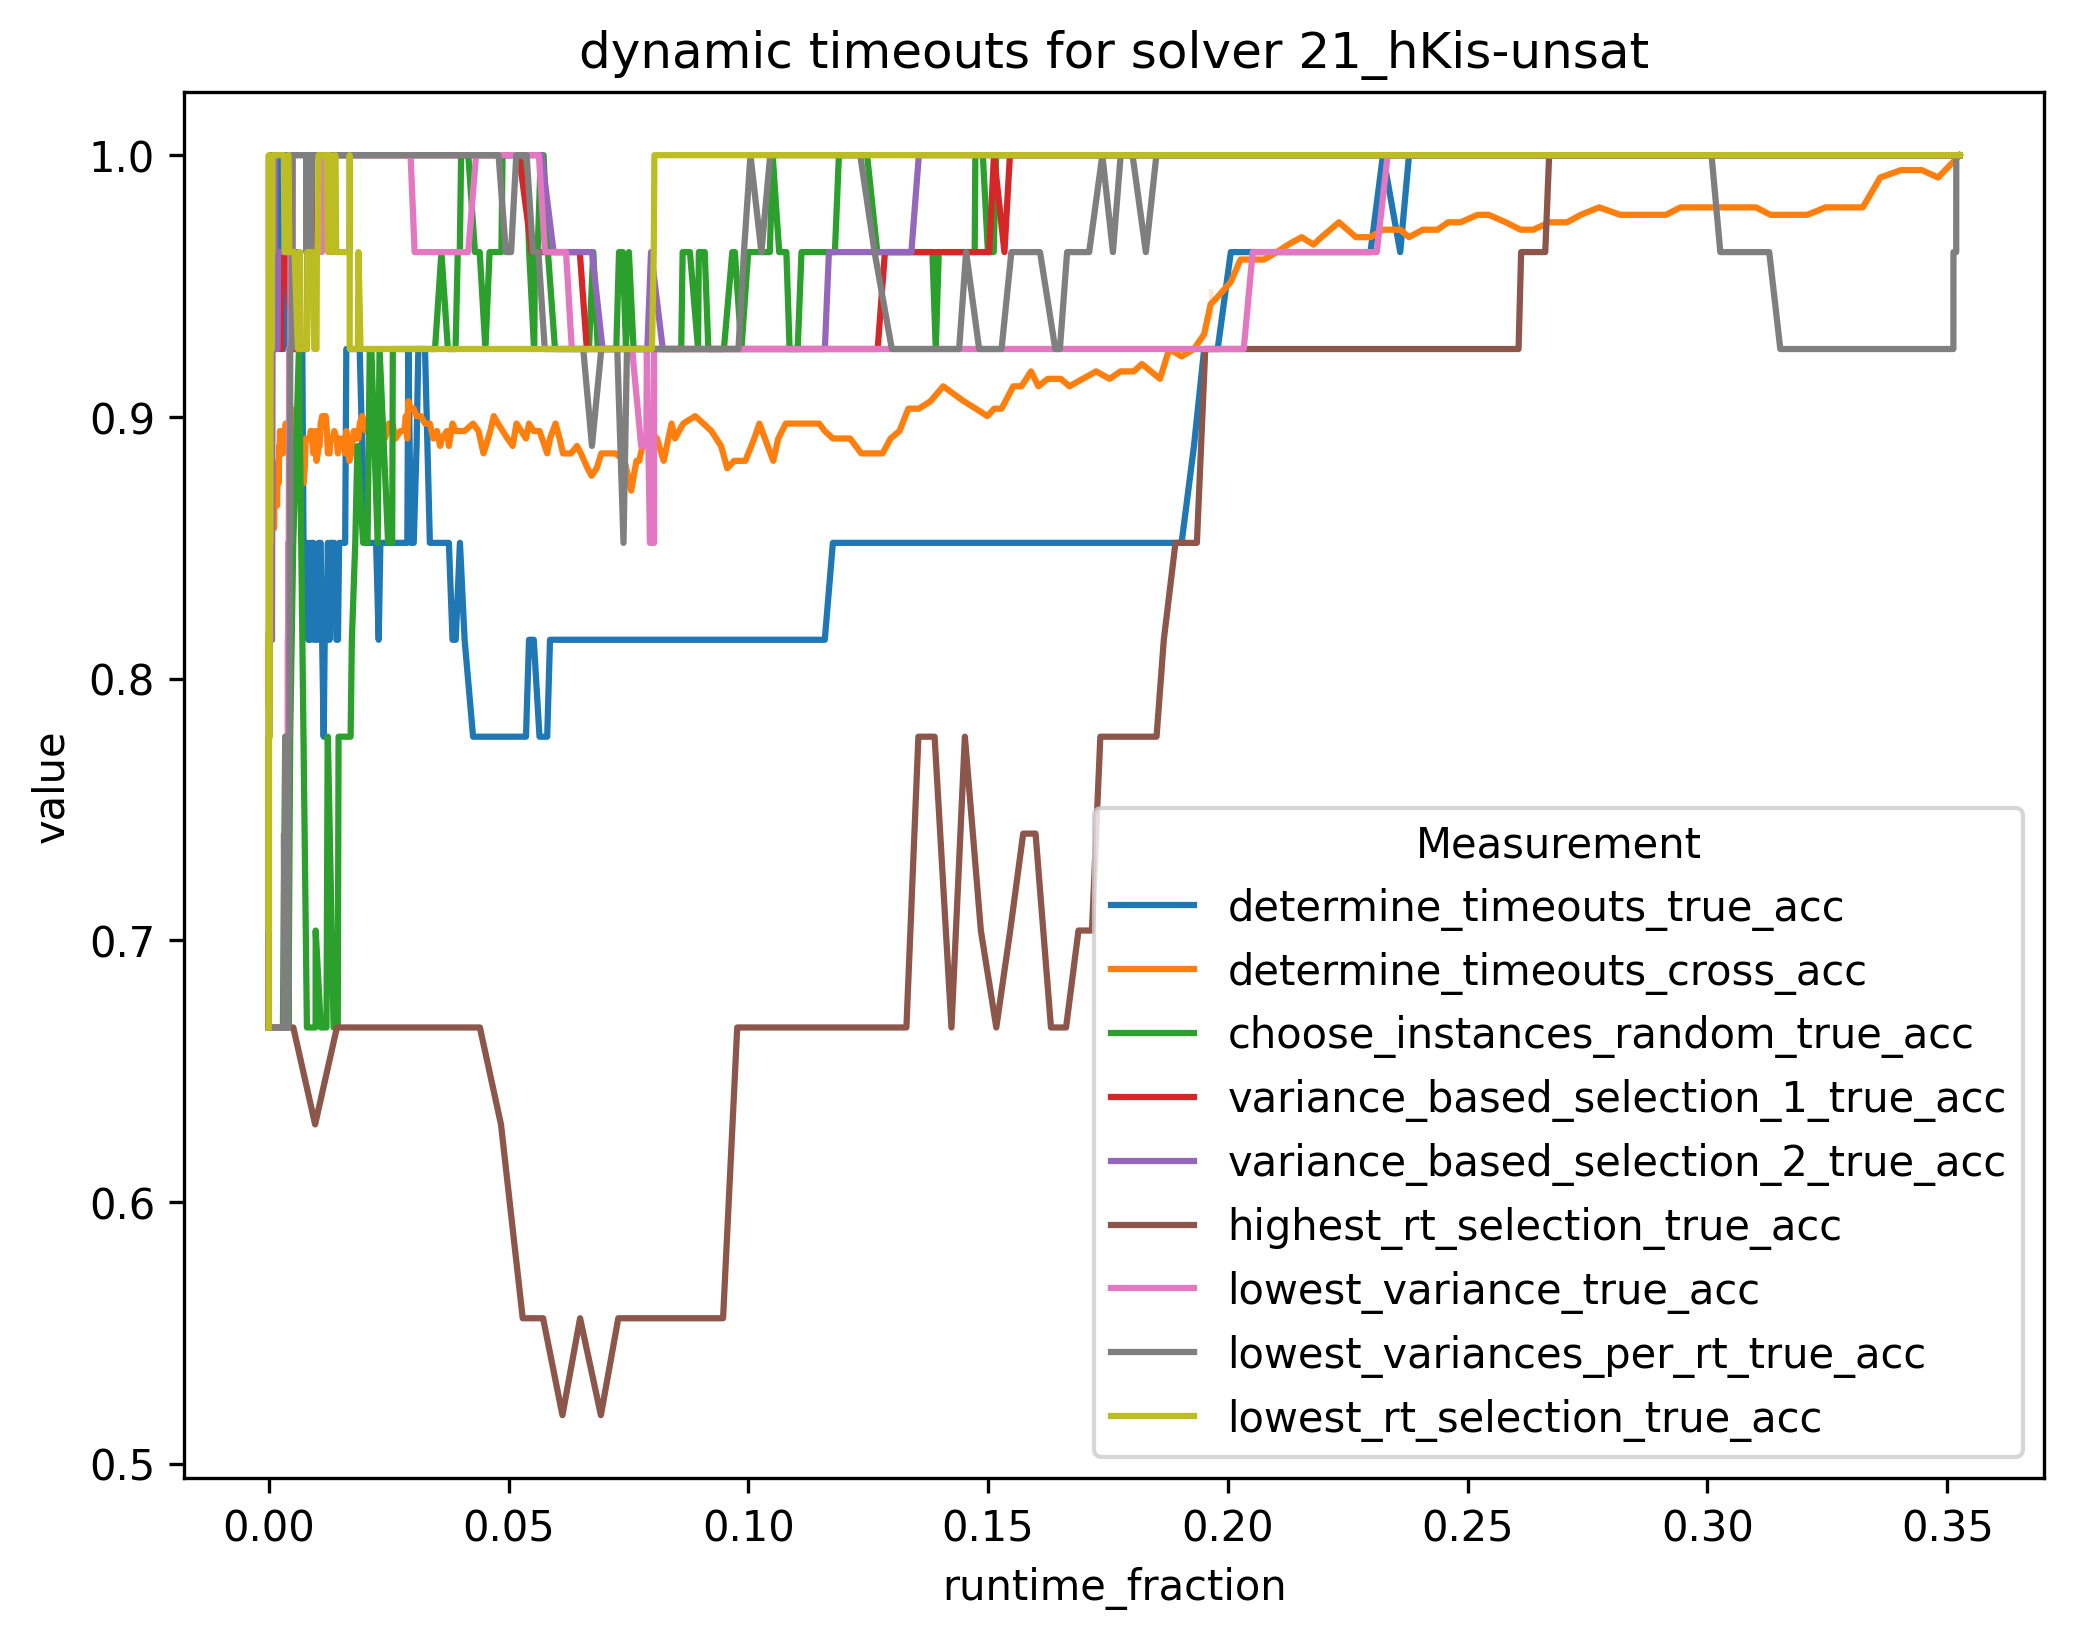 dynamic timeouts for solver 21_hKis-unsat
value
1.0
0.9
0.8
0.7
0.6
0.5
Measurement
determine_timeouts_true_acc
determine_timeouts_cross_acc
choose_instances_random_true_acc
variance_based_selection_1_true_acc
variance_based_selection_2_true_acc
highest_rt_selection_true_acc
lowest_variance_true_acc
lowest_variances_per_rt_true_acc
lowest_rt_selection_true_acc
0.00 0.05 0.10 0.15 0.20 0.25 0.30 0.35
runtime_fraction